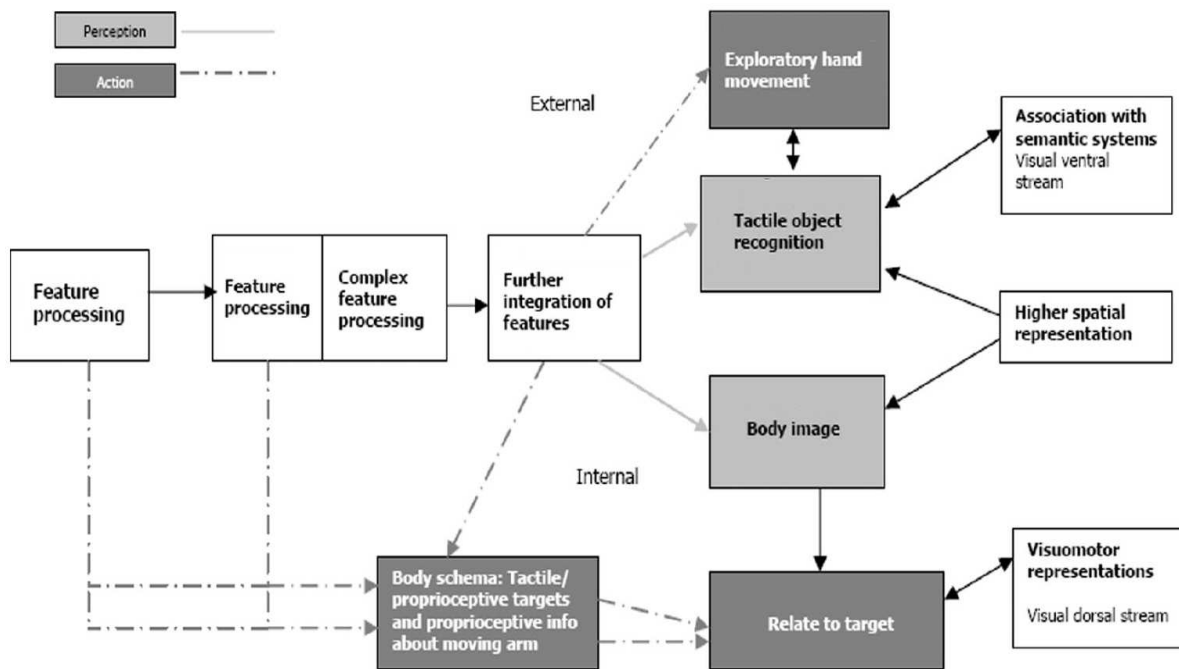 Perception
Action
External
Exploratory hand
movement
Association with
semantic systems
Visual ventral
stream
Tactile object
recognition
Feature
processing
Feature
processing
Complex
feature
processing
Further
integration of
features
Higher spatial
representation
Body image
Internal
Body schema: Tactile/
proprioceptive targets
and proprioceptive info
about moving arm
Relate to target
Visuomotor
representations
Visual dorsal stream